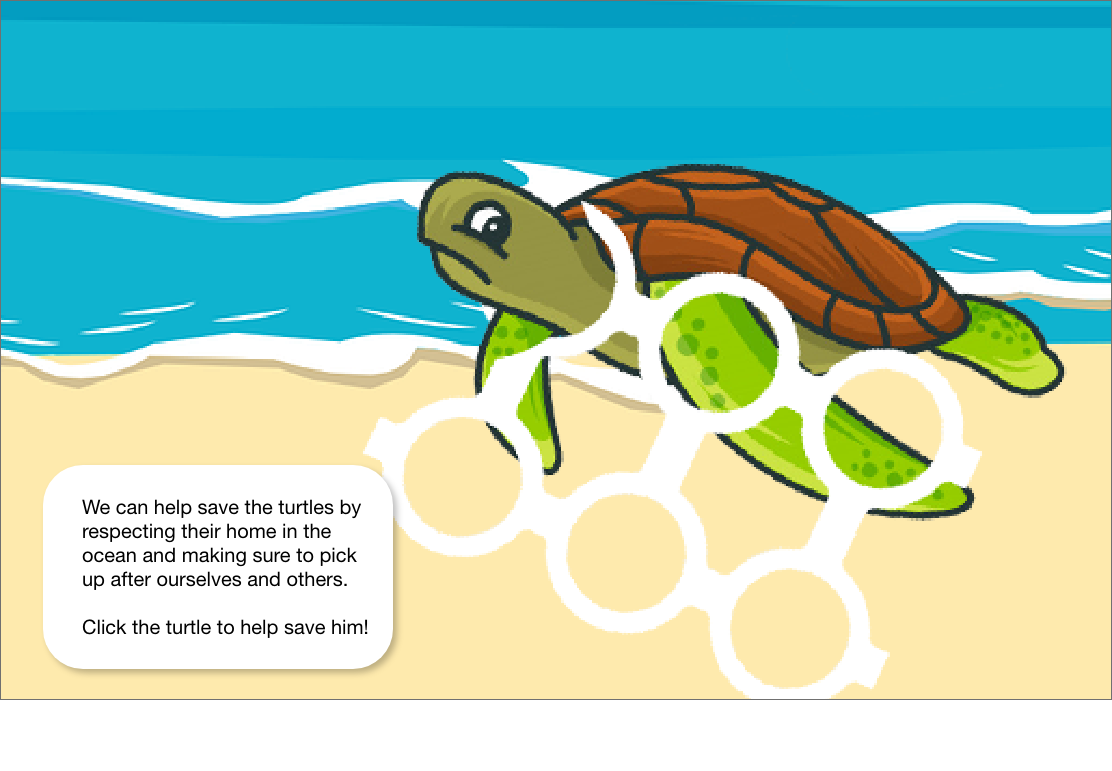 We can help save the turtles by
respecting their home in the
ocean and making sure to pick
up after ourselves and others.
Click the turtle to help save him!